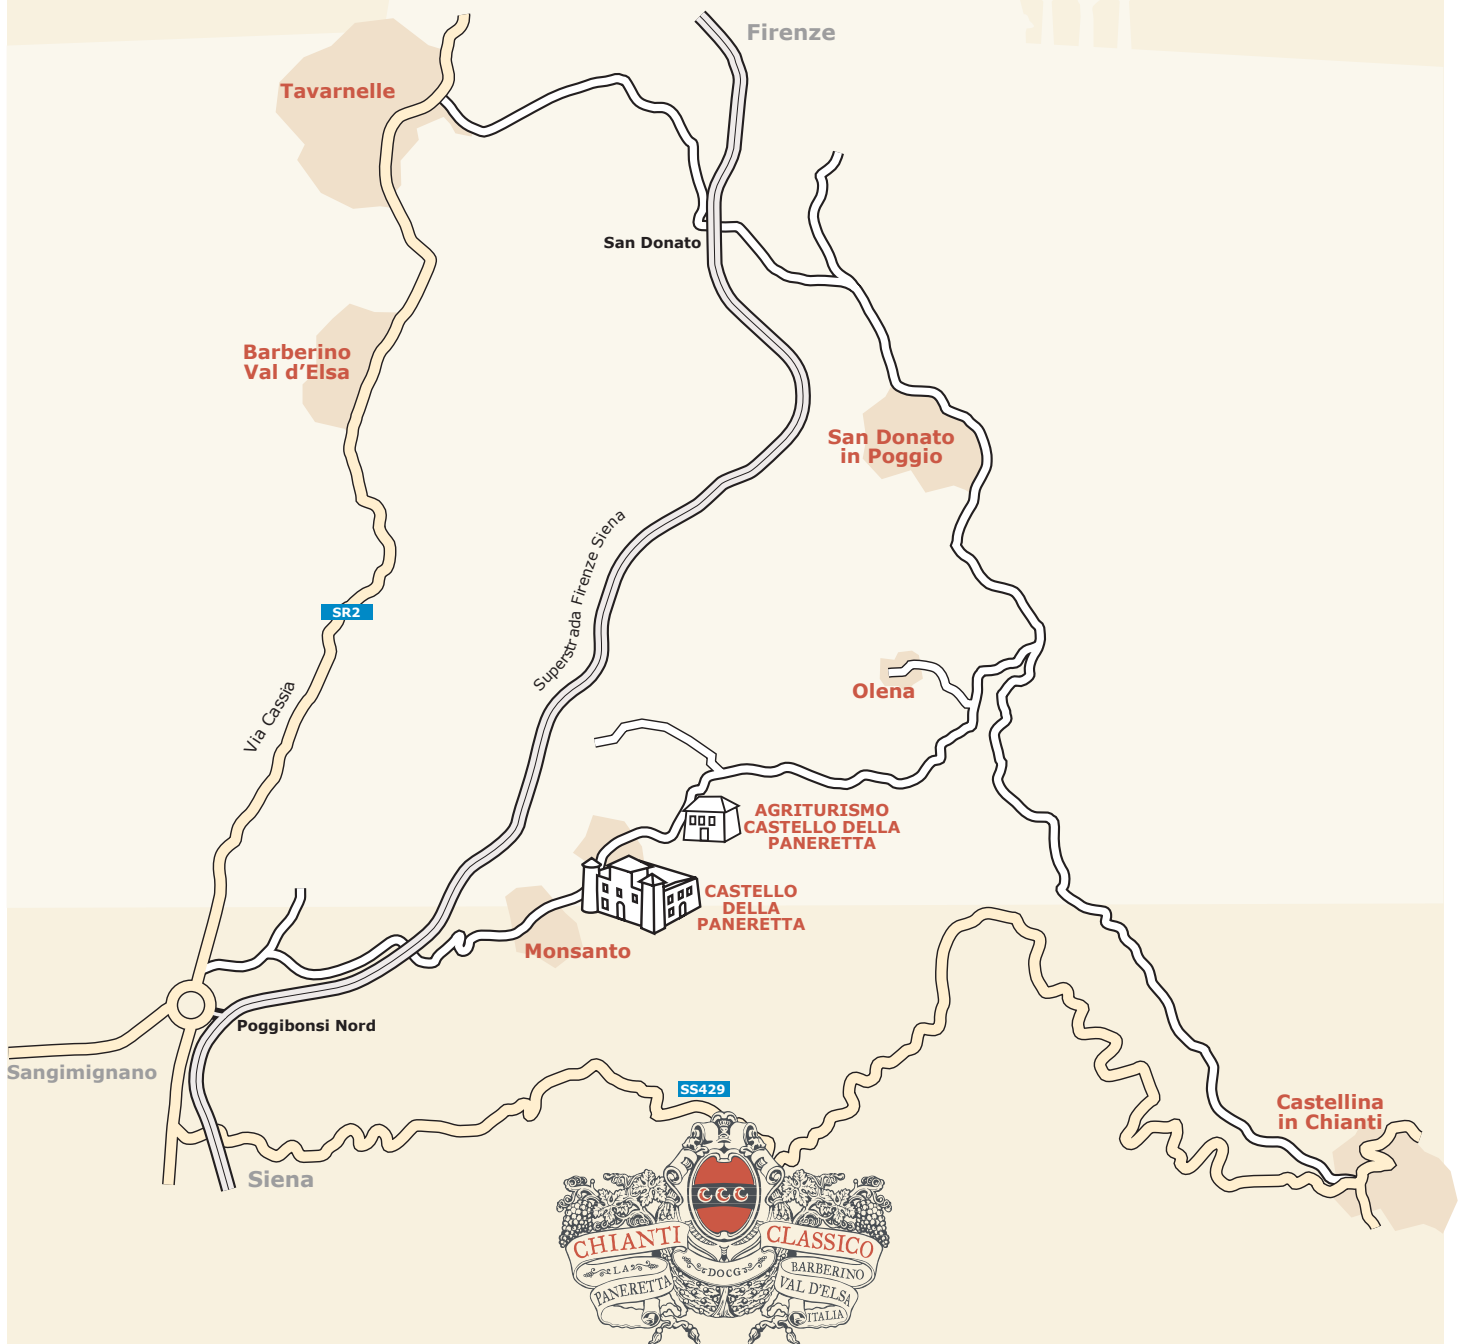 Firenze
Tavarnelle
San Donato
Barberino
Val d’Elsa
San Donato
in Poggio
Superstrada Firenze Siena
SR2
Via Cassia
Olena
AGRITURISMO
CASTELLO DELLA
PANERETTA
CASTELLO
DELLA
PANERETTA
Monsanto
Poggibonsi Nord
Sangimignano
SS429
Castellina
in Chianti
Siena
CHIANTI CLASSICO
LA
PANERETTA
DOCG
BARBERINO
VAL D'ELSA
ITALIA